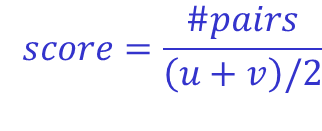 score = #pairs / (u + v)/2